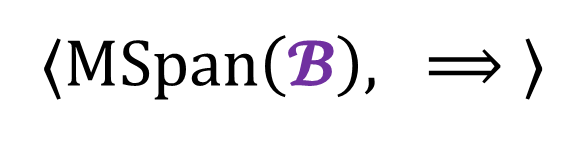 ⟨MSpan(𝓑), ⟹ ⟩